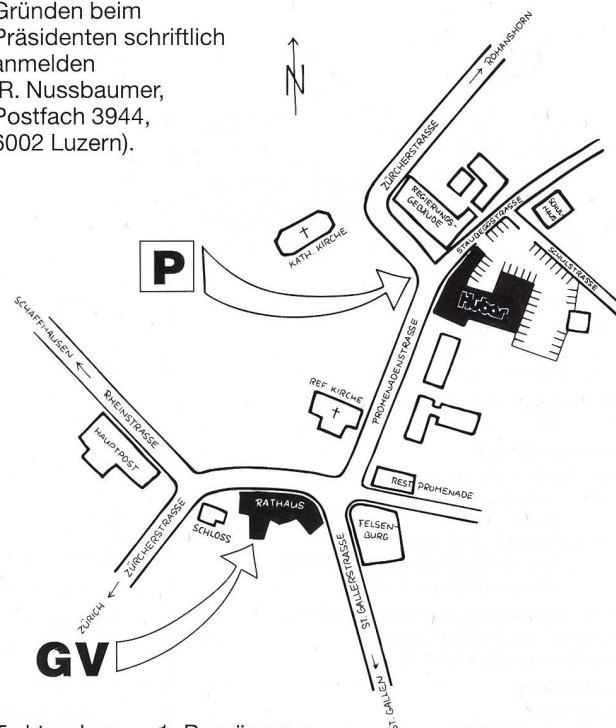 Gründen beim
Präsidenten schriftlich
anmelden
R. Nussbaumer,
Postfach 3944,
6002 Luzern).
N
ROMANSHORN
ZÜRCHERSTRASSE
REGIERUNGS-
GEBÄUDE
STAUBEGGSTRASSE
SCHUL-
HAUS
SCHULSTRASSE
KATH. KIRCHE
P
Huber
SCHAFFHAUSEN
RHEINSTRASSE
PROMENADENSTRASSE
REF. KIRCHE
HAUPTPOST
REST. PROMENADE
RATHAUS
SCHLOSS
FELSEN-
BURG
ZÜRCHERSTRASSE
ZÜRICH
ST. GALLERSTRASSE
GV
ST. GALLEN